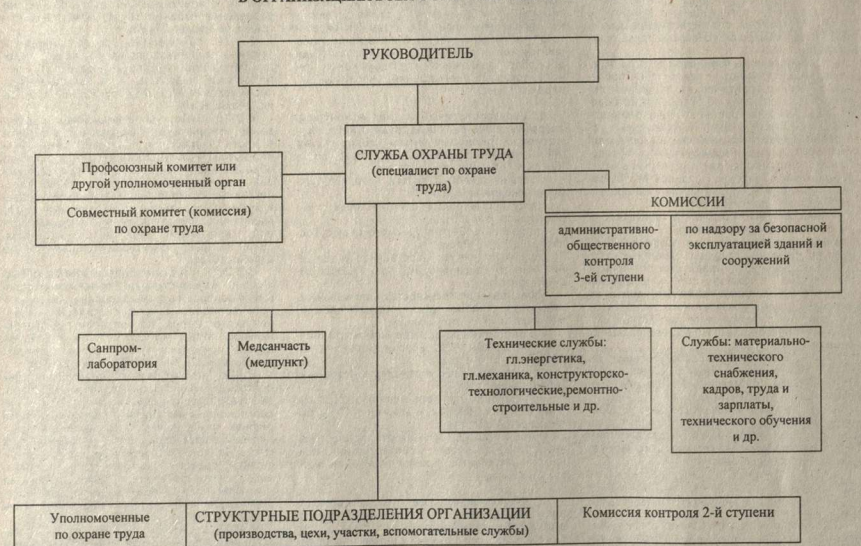 РУКОВОДИТЕЛЬ
СЛУЖБА ОХРАНЫ ТРУДА
(специалист по охране
труда)
Профсоюзный комитет или
другой уполномоченный орган
Совместный комитет (комиссия)
по охране труда
КОМИССИИ
административно-
общественного
контроля
3-ей ступени
по надзору за безопасной
эксплуатацией зданий и
сооружений
Санпром-
лаборатория
Медсанчасть
(медпункт)
Технические службы:
гл.энергетика,
гл.механика, конструкторско-
технологические,ремонтно-
строительные и др.
Службы: материально-
технического
снабжения,
кадров, труда и
зарплаты,
технического обучения
и др.
Уполномоченные
по охране труда
СТРУКТУРНЫЕ ПОДРАЗДЕЛЕНИЯ ОРГАНИЗАЦИИ
(производства, цехи, участки, вспомогательные службы)
Комиссия контроля 2-й ступени